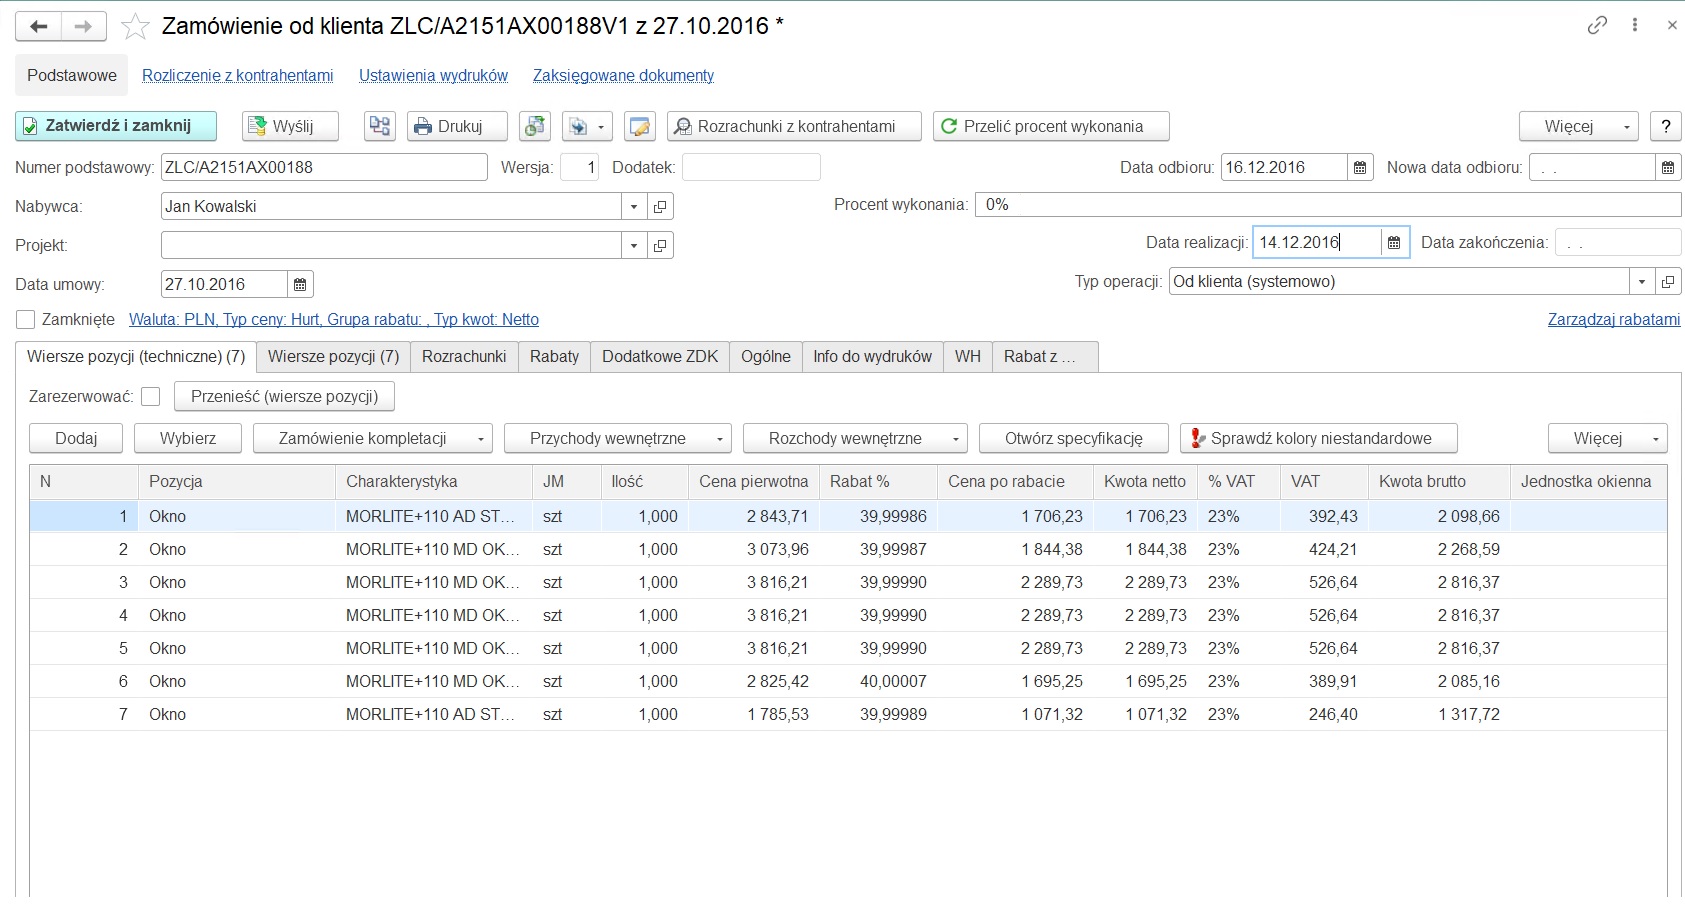 Zamówienie od klienta ZLC/A2151AX00188V1 z 27.10.2016 *
Podstawowe Rozliczenie z kontrahentami Ustawienia wydruków Zaksięgowane dokumenty
Zatwierdź i zamknij Wyślij Drukuj Rozrachunki z kontrahentami Przelić procent wykonania Więcej ?
Numer podstawowy: ZLC/A2151AX00188 Wersja: 1 Dodatek: Data odbioru: 16.12.2016 Nowa data odbioru: . .
Nabywca: Jan Kowalski Procent wykonania: 0%
Projekt: Data realizacji: 14.12.2016 Data zakończenia: . .
Data umowy: 27.10.2016 Typ operacji: Od klienta (systemowo)
Zamknięte Waluta: PLN, Typ ceny: Hurt, Grupa rabatu: , Typ kwot: Netto Zarządzaj rabatami
Wiersze pozycji (techniczne) (7) Wiersze pozycji (7) Rozrachunki Rabaty Dodatkowe ZDK Ogólne Info do wydruków WH Rabat z ...
Zarezerwować: Przenieść (wiersze pozycji)
Dodaj Wybierz Zamówienie kompletacji Przychody wewnętrzne Rozchody wewnętrzne Otwórz specyfikację Sprawdź kolory niestandardowe Więcej
N Pozycja Charakterystyka JM Ilość Cena pierwotna Rabat % Cena po rabacie Kwota netto % VAT VAT Kwota brutto Jednostka okienna
1 Okno MORLITE+110 AD ST... szt 1,000 2 843,71 39,99986 1 706,23 1 706,23 23% 392,43 2 098,66
2 Okno MORLITE+110 MD OK... szt 1,000 3 073,96 39,99987 1 844,38 1 844,38 23% 424,21 2 268,59
3 Okno MORLITE+110 MD OK... szt 1,000 3 816,21 39,99990 2 289,73 2 289,73 23% 526,64 2 816,37
4 Okno MORLITE+110 MD OK... szt 1,000 3 816,21 39,99990 2 289,73 2 289,73 23% 526,64 2 816,37
5 Okno MORLITE+110 MD OK... szt 1,000 3 816,21 39,99990 2 289,73 2 289,73 23% 526,64 2 816,37
6 Okno MORLITE+110 MD OK... szt 1,000 2 825,42 40,00007 1 695,25 1 695,25 23% 389,91 2 085,16
7 Okno MORLITE+110 AD ST... szt 1,000 1 785,53 39,99989 1 071,32 1 071,32 23% 246,40 1 317,72